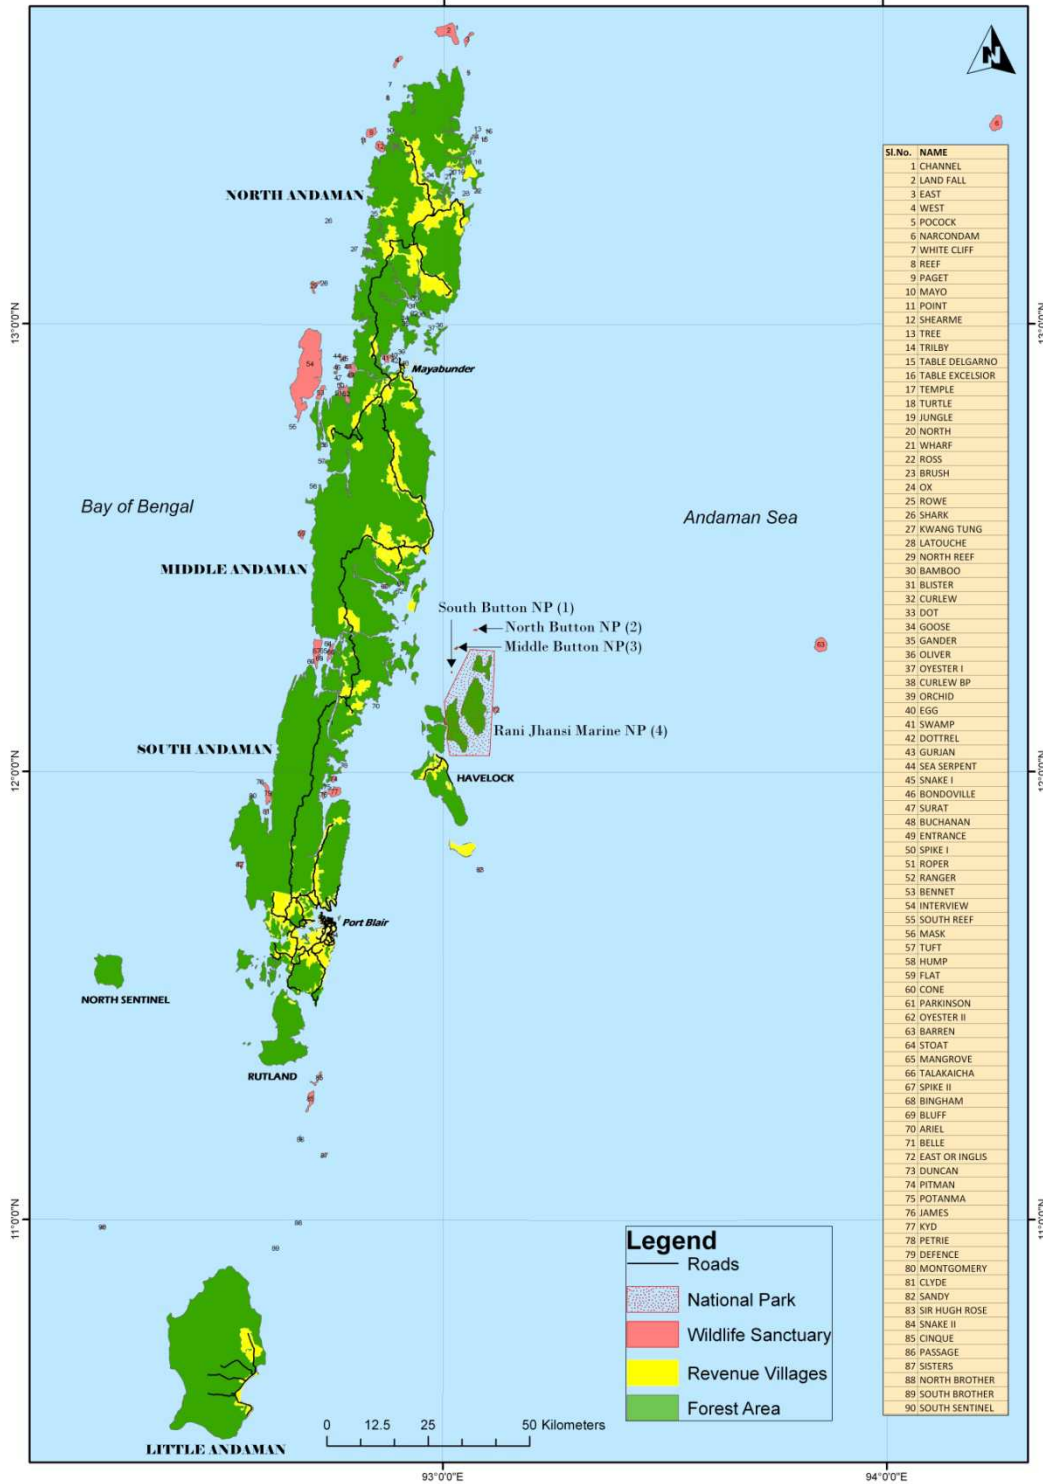 N
NORTH ANDAMAN
Mayabunder
Bay of Bengal
Andaman Sea
MIDDLE ANDAMAN
South Button NP (1)
North Button NP (2)
Middle Button NP(3)
Rani Jhansi Marine NP (4)
SOUTH ANDAMAN
HAVELOCK
Port Blair
NORTH SENTINEL
RUTLAND
LITTLE ANDAMAN
13°0'0"N
13°0'0"N
12°0'0"N
11°0'0"N
11°0'0"N
93°0'0"E
94°0'0"E
Legend
Roads
National Park
Wildlife Sanctuary
Revenue Villages
Forest Area
0 12.5 25 50 Kilometers
Sl.No. NAME
1 CHANNEL
2 LAND FALL
3 EAST
4 WEST
5 POCOCK
6 NARCONDAM
7 WHITE CLIFF
8 REEF
9 PAGET
10 MAYO
11 POINT
12 SHEARME
13 TREE
14 TRILBY
15 TABLE DELGARNO
16 TABLE EXCELSIOR
17 TEMPLE
18 TURTLE
19 JUNGLE
20 NORTH
21 WHARF
22 ROSS
23 BRUSH
24 OX
25 ROWE
26 SHARK
27 KWANG TUNG
28 LATOUCHE
29 NORTH REEF
30 BAMBOO
31 BLISTER
32 CURLEW
33 DOT
34 GOOSE
35 GANDER
36 OLIVER
37 OYESTER I
38 CURLEW BP
39 ORCHID
40 EGG
41 SWAMP
42 DOTTREL
43 GURJAN
44 SEA SERPENT
45 SNAKE I
46 BONDOVILLE
47 SURAT
48 BUCHANAN
49 ENTRANCE
50 SPIKE I
51 ROPER
52 RANGER
53 BENNET
54 INTERVIEW
55 SOUTH REEF
56 MASK
57 TUFT
58 HUMP
59 FLAT
60 CONE
61 PARKINSON
62 OYESTER II
63 BARREN
64 STOAT
65 MANGROVE
66 TALAKAICHA
67 SPIKE II
68 BINGHAM
69 BLUFF
70 ARIEL
71 BELLE
72 EAST OR INGLIS
73 DUNCAN
74 PITMAN
75 POTANMA
76 JAMES
77 KYD
78 PETRIE
79 DEFENCE
80 MONTGOMERY
81 CLYDE
82 SANDY
83 SIR HUGH ROSE
84 SNAKE II
85 CINQUE
86 PASSAGE
87 SISTERS
88 NORTH BROTHER
89 SOUTH BROTHER
90 SOUTH SENTINEL